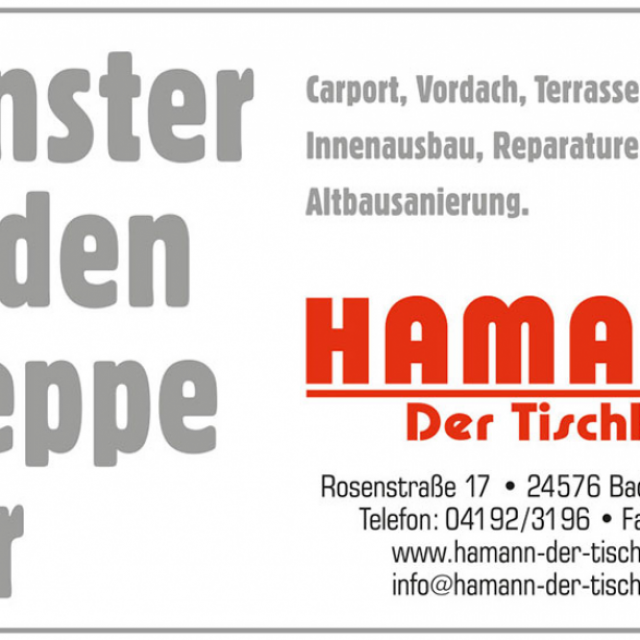 nster
den
eppe
r
Carport, Vordach, Terrasse
Innenausbau, Reparature
Altbausanierung.
HAMA
Der Tischl
Rosenstraße 17 • 24576 Bad
Telefon: 04192/3196 • Fa
www.hamann-der-tisch
info@hamann-der-tisch